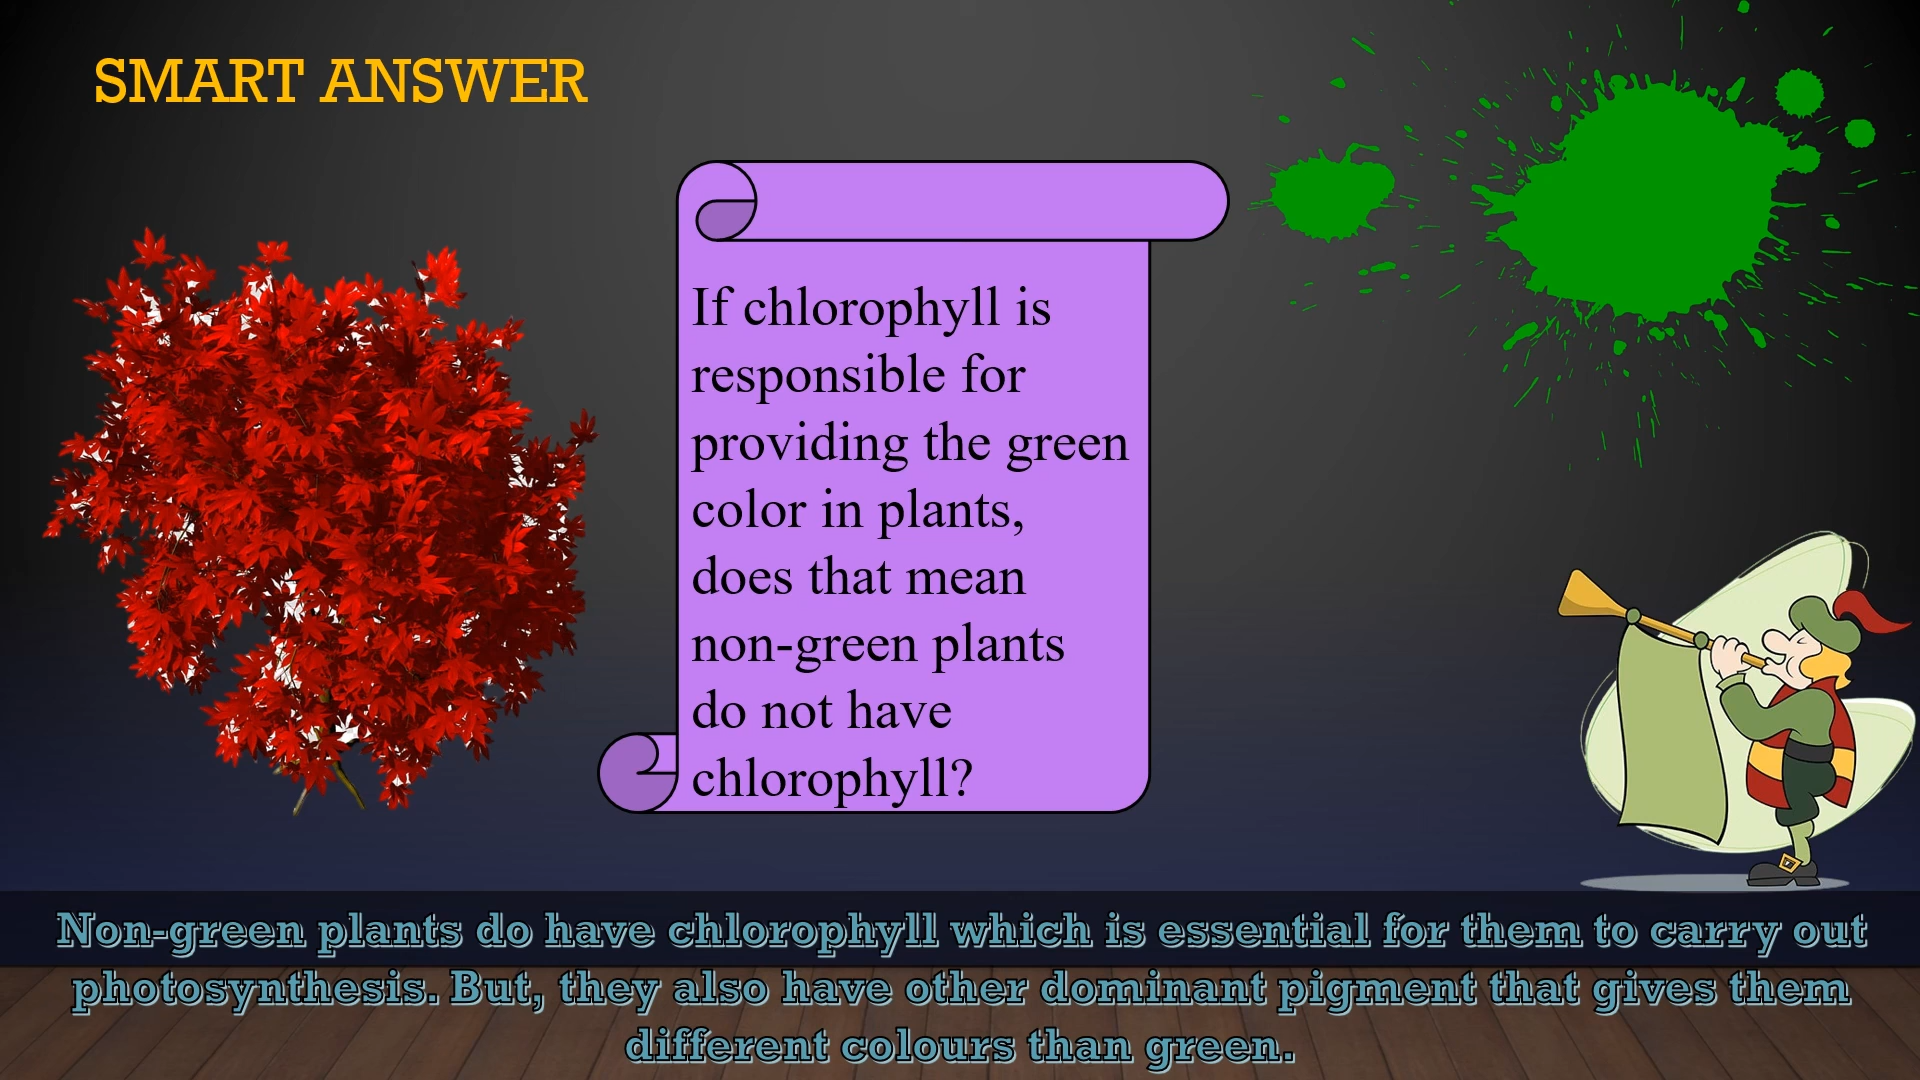 SMART ANSWER
If chlorophyll is
responsible for
providing the green
color in plants,
does that mean
non-green plants
do not have
chlorophyll?
Non-green plants do have chlorophyll which is essential for them to carry out
photosynthesis. But, they also have other dominant pigment that gives them
different colours than green.